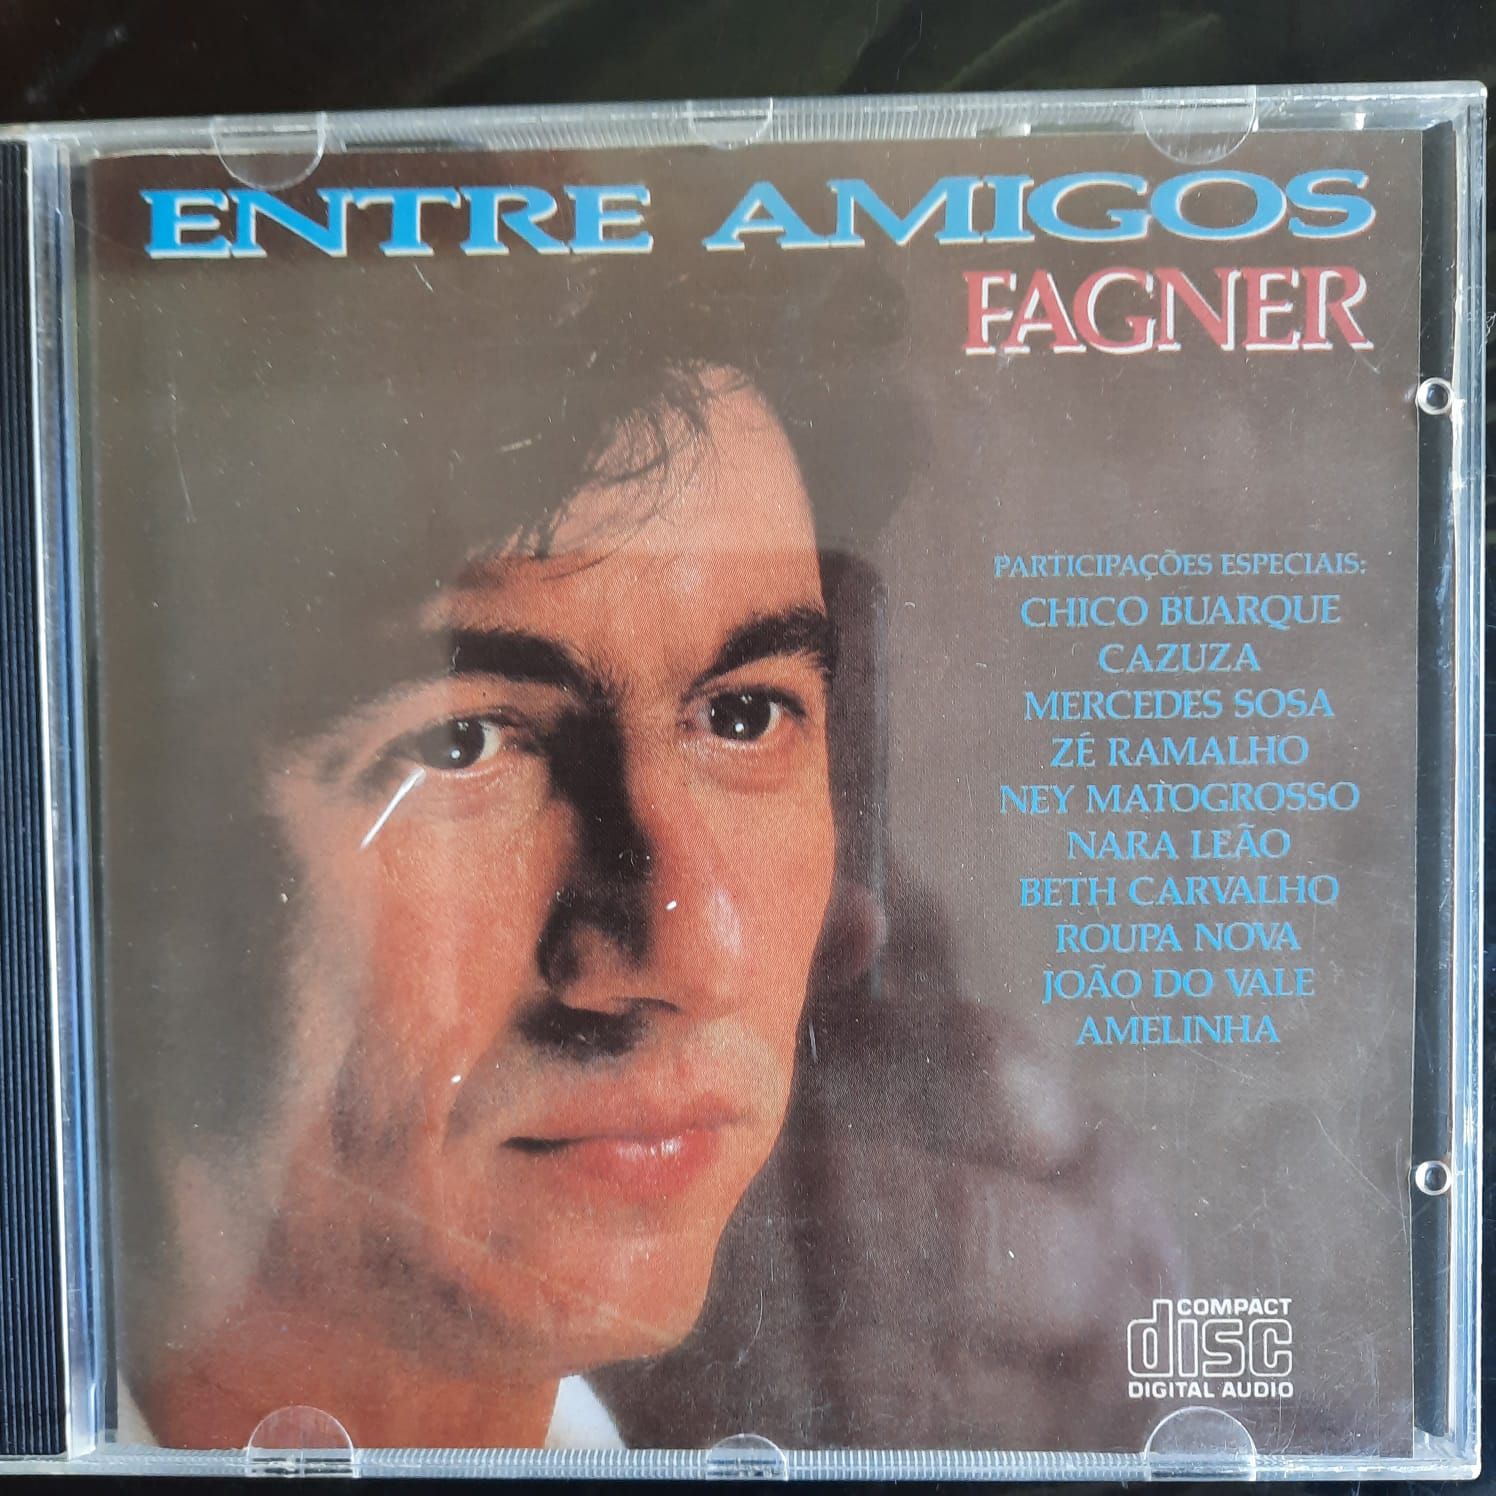 ENTRE AMIGOS
FAGNER
PARTICIPAÇÕES ESPECIAIS:
CHICO BUARQUE
CAZUZA
MERCEDES SOSA
ZÉ RAMALHO
NEY MATOGROSSO
NARA LEÃO
BETH CARVALHO
ROUPA NOVA
JOÃO DO VALE
AMELINHA
COMPACT
disc
DIGITAL AUDIO